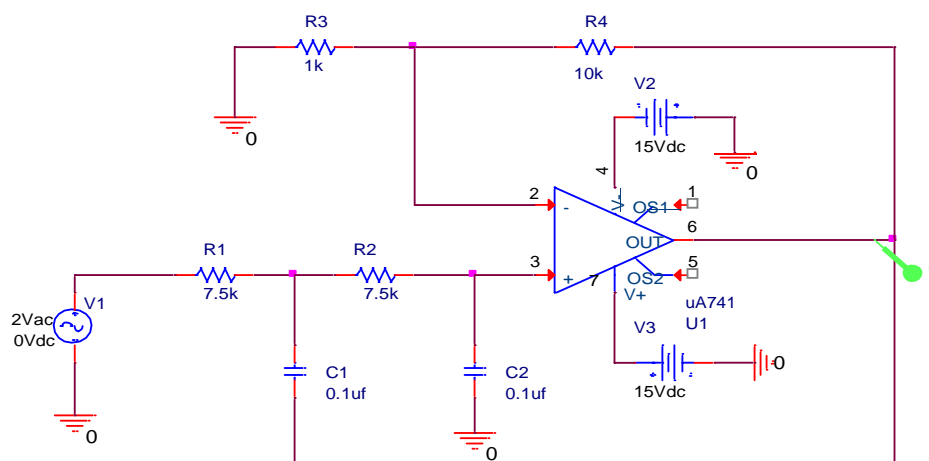 R3
1k
R4
10k
0
V2
-
+
15Vdc
0
4
V-
2
-
OS1
1
6
OUT
R1
7.5k
R2
7.5k
3
+
7
V+
OS2
5
uA741
U1
V1
2Vac
0Vdc
V3
15Vdc
0
C1
0.1uf
C2
0.1uf
0
0